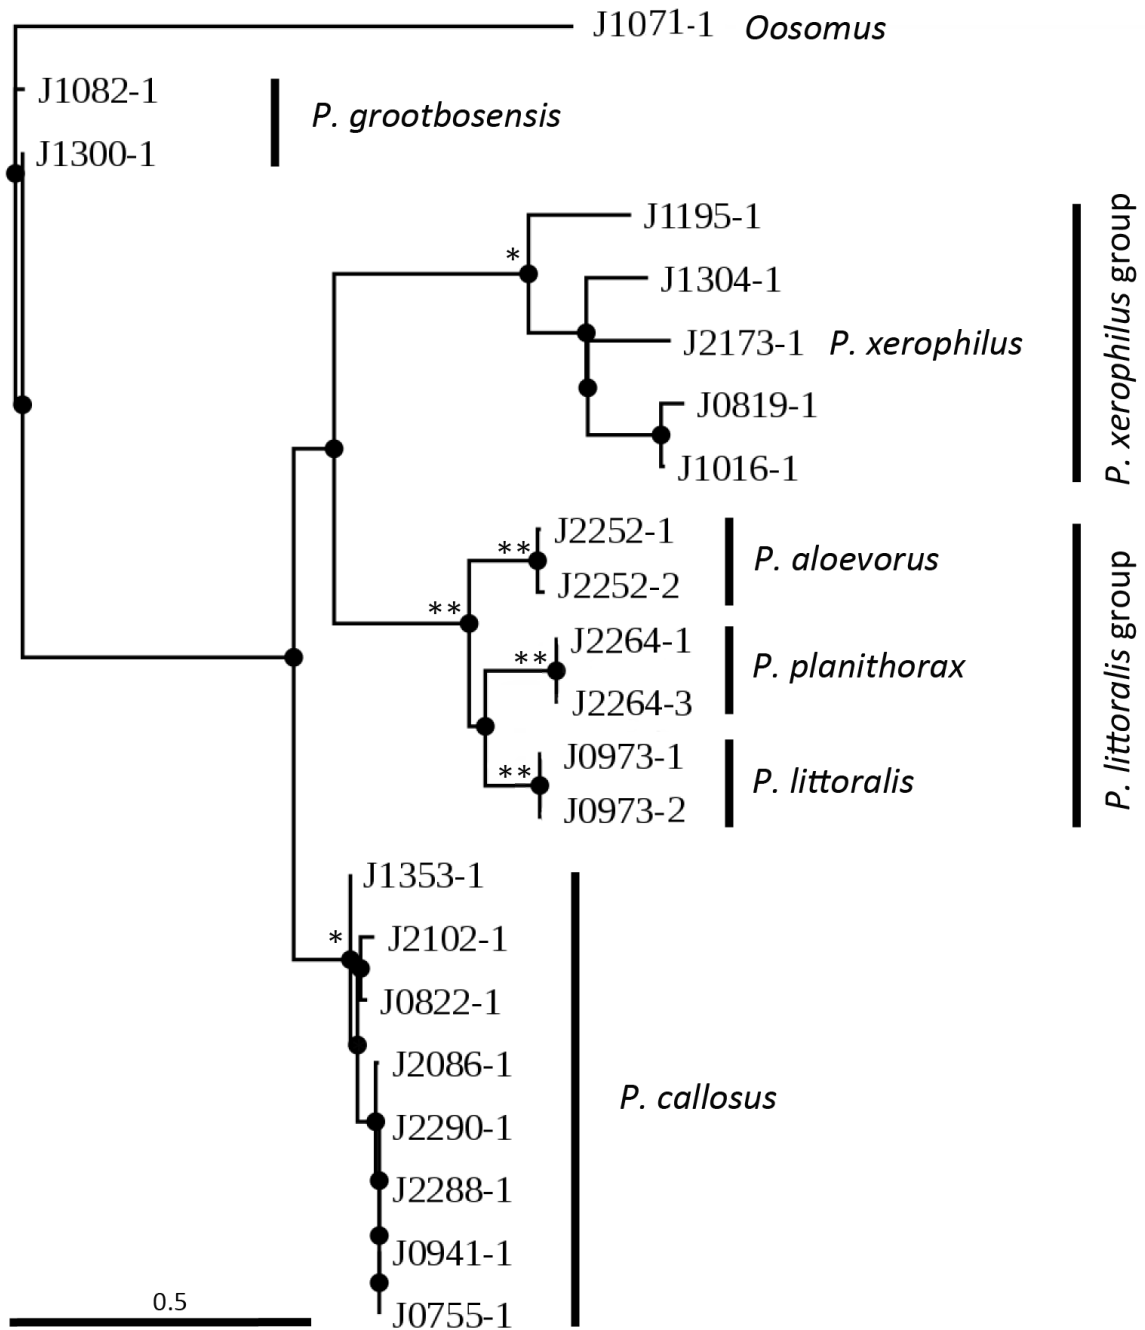 J1071-1 Oosomus
J1082-1
P. grootbosensis
J1300-1
J1195-1
*
J1304-1
J2173-1 P. xerophilus
J0819-1
J1016-1
P. xerophilus group
J2252-1
**
P. aloevorus
J2252-2
**
J2264-1
**
P. planithorax
J2264-3
J0973-1
**
P. littoralis
J0973-2
P. littoralis group
J1353-1
*
J2102-1
J0822-1
J2086-1
P. callosus
J2290-1
J2288-1
J0941-1
0.5
J0755-1